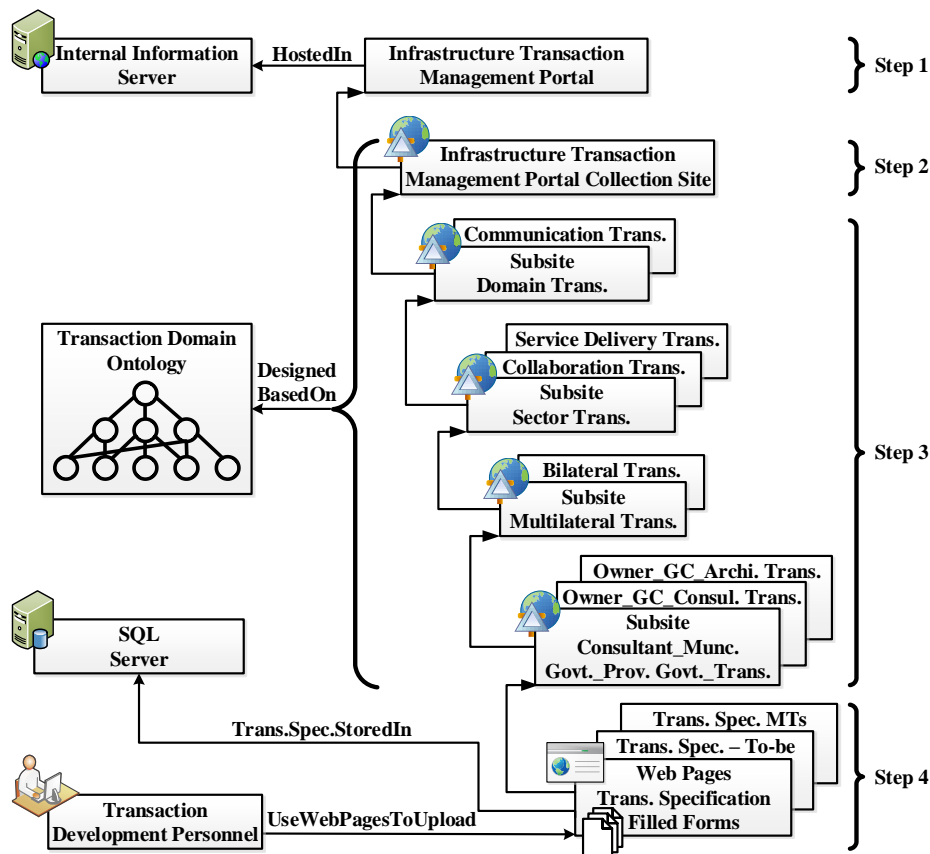 Internal Information
Server
HostedIn
Infrastructure Transaction
Management Portal
Step 1
Infrastructure Transaction
Management Portal Collection Site
Step 2
Communication Trans.
Subsite
Domain Trans.
Transaction Domain
Ontology
Designed
BasedOn
Service Delivery Trans.
Collaboration Trans.
Subsite
Sector Trans.
Step 3
Bilateral Trans.
Subsite
Multilateral Trans.
Owner_GC_Archi. Trans.
Owner_GC_Consul. Trans.
Subsite
Consultant_Munc.
Govt._Prov. Govt._Trans.
SQL
Server
Trans.Spec.StoredIn
Trans. Spec. MTs
Trans. Spec. – To-be
Web Pages
Trans. Specification
Filled Forms
Step 4
Transaction
Development Personnel
UseWebPagesToUpload